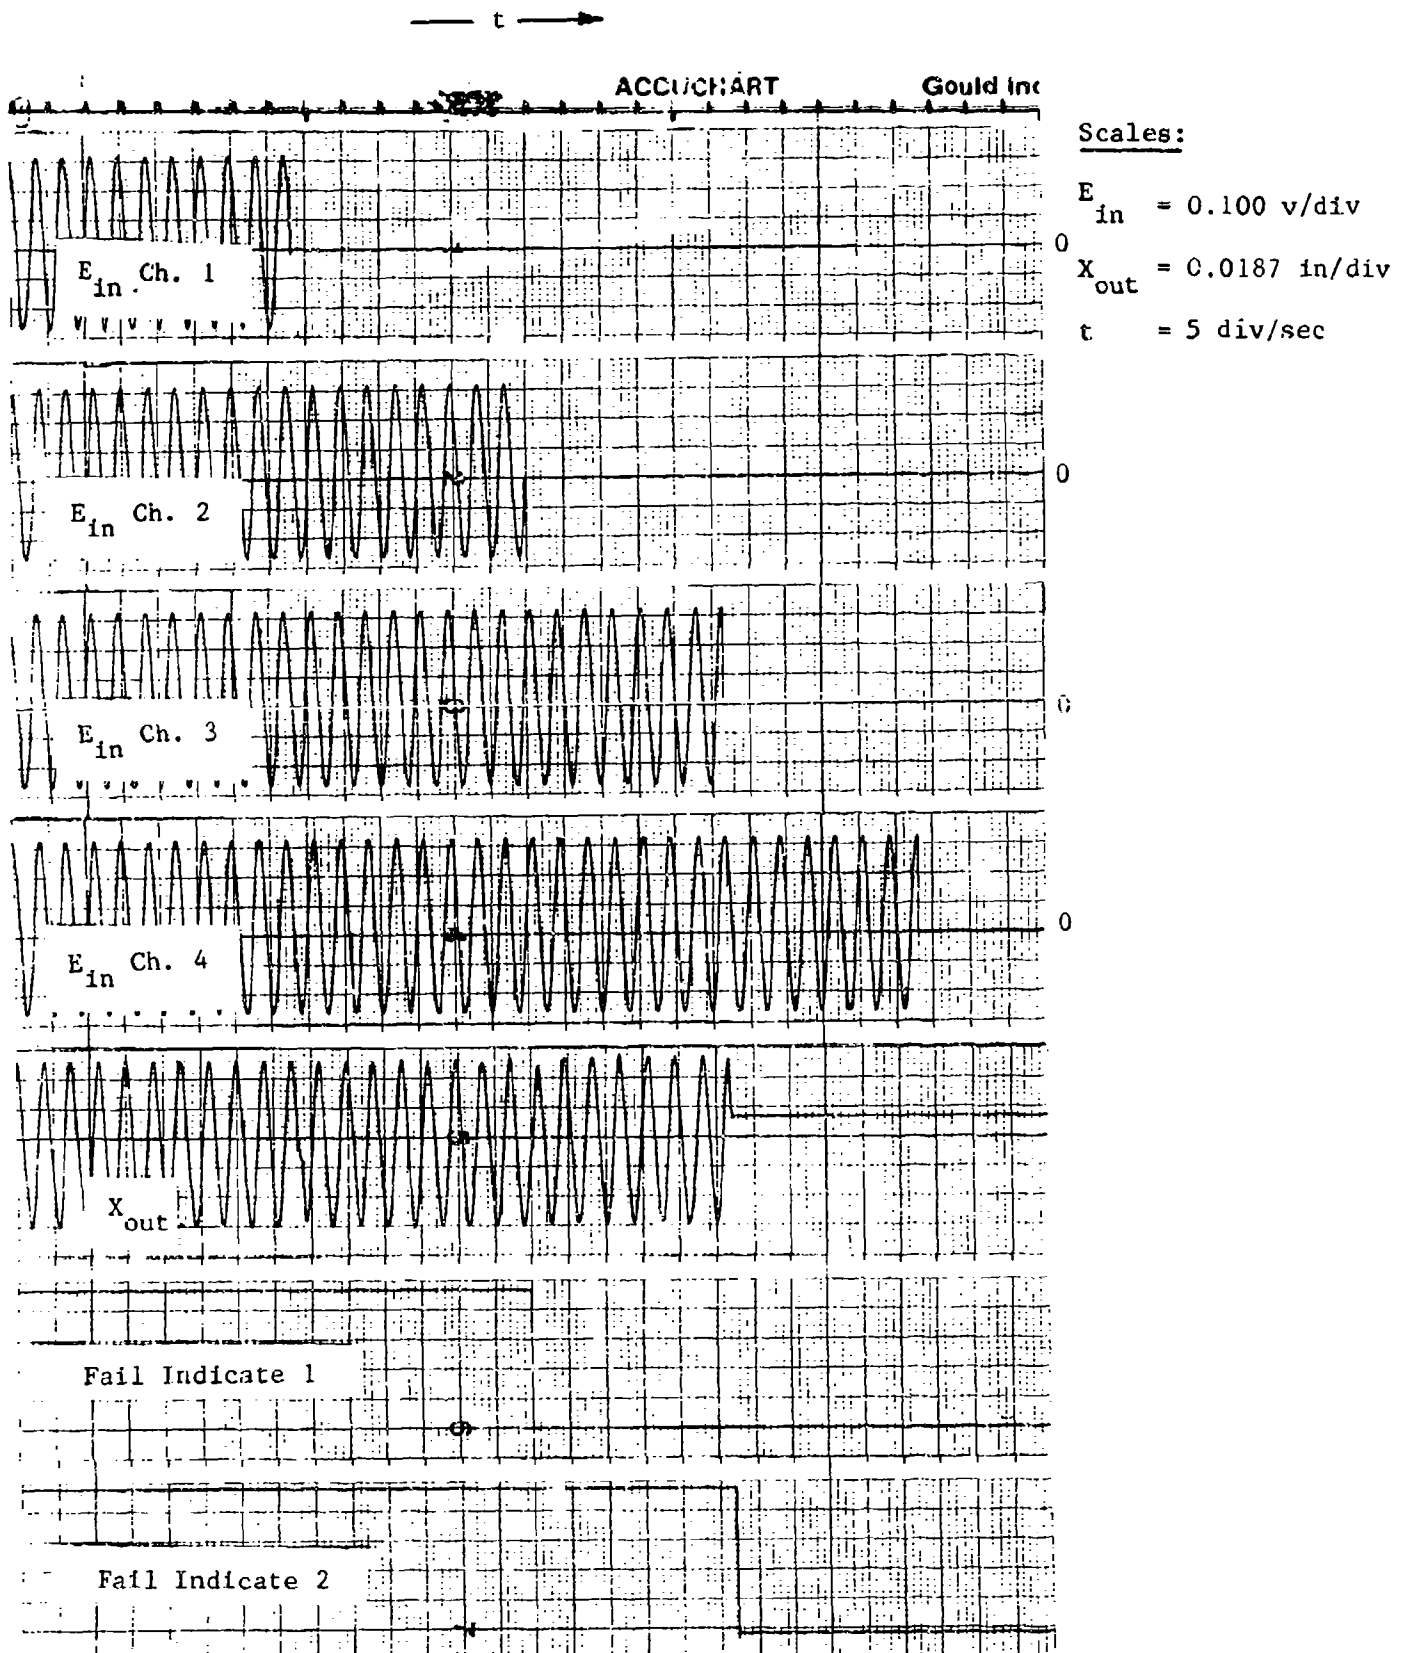 t
ACCUCHART Gould Inc
Scales:
E in = 0.100 v/div
X out = 0.0187 in/div
t = 5 div/sec
0
E in Ch. 1
0
E in Ch. 2
0
E in Ch. 3
0
E in Ch. 4
X out
Fail Indicate 1
Fail Indicate 2